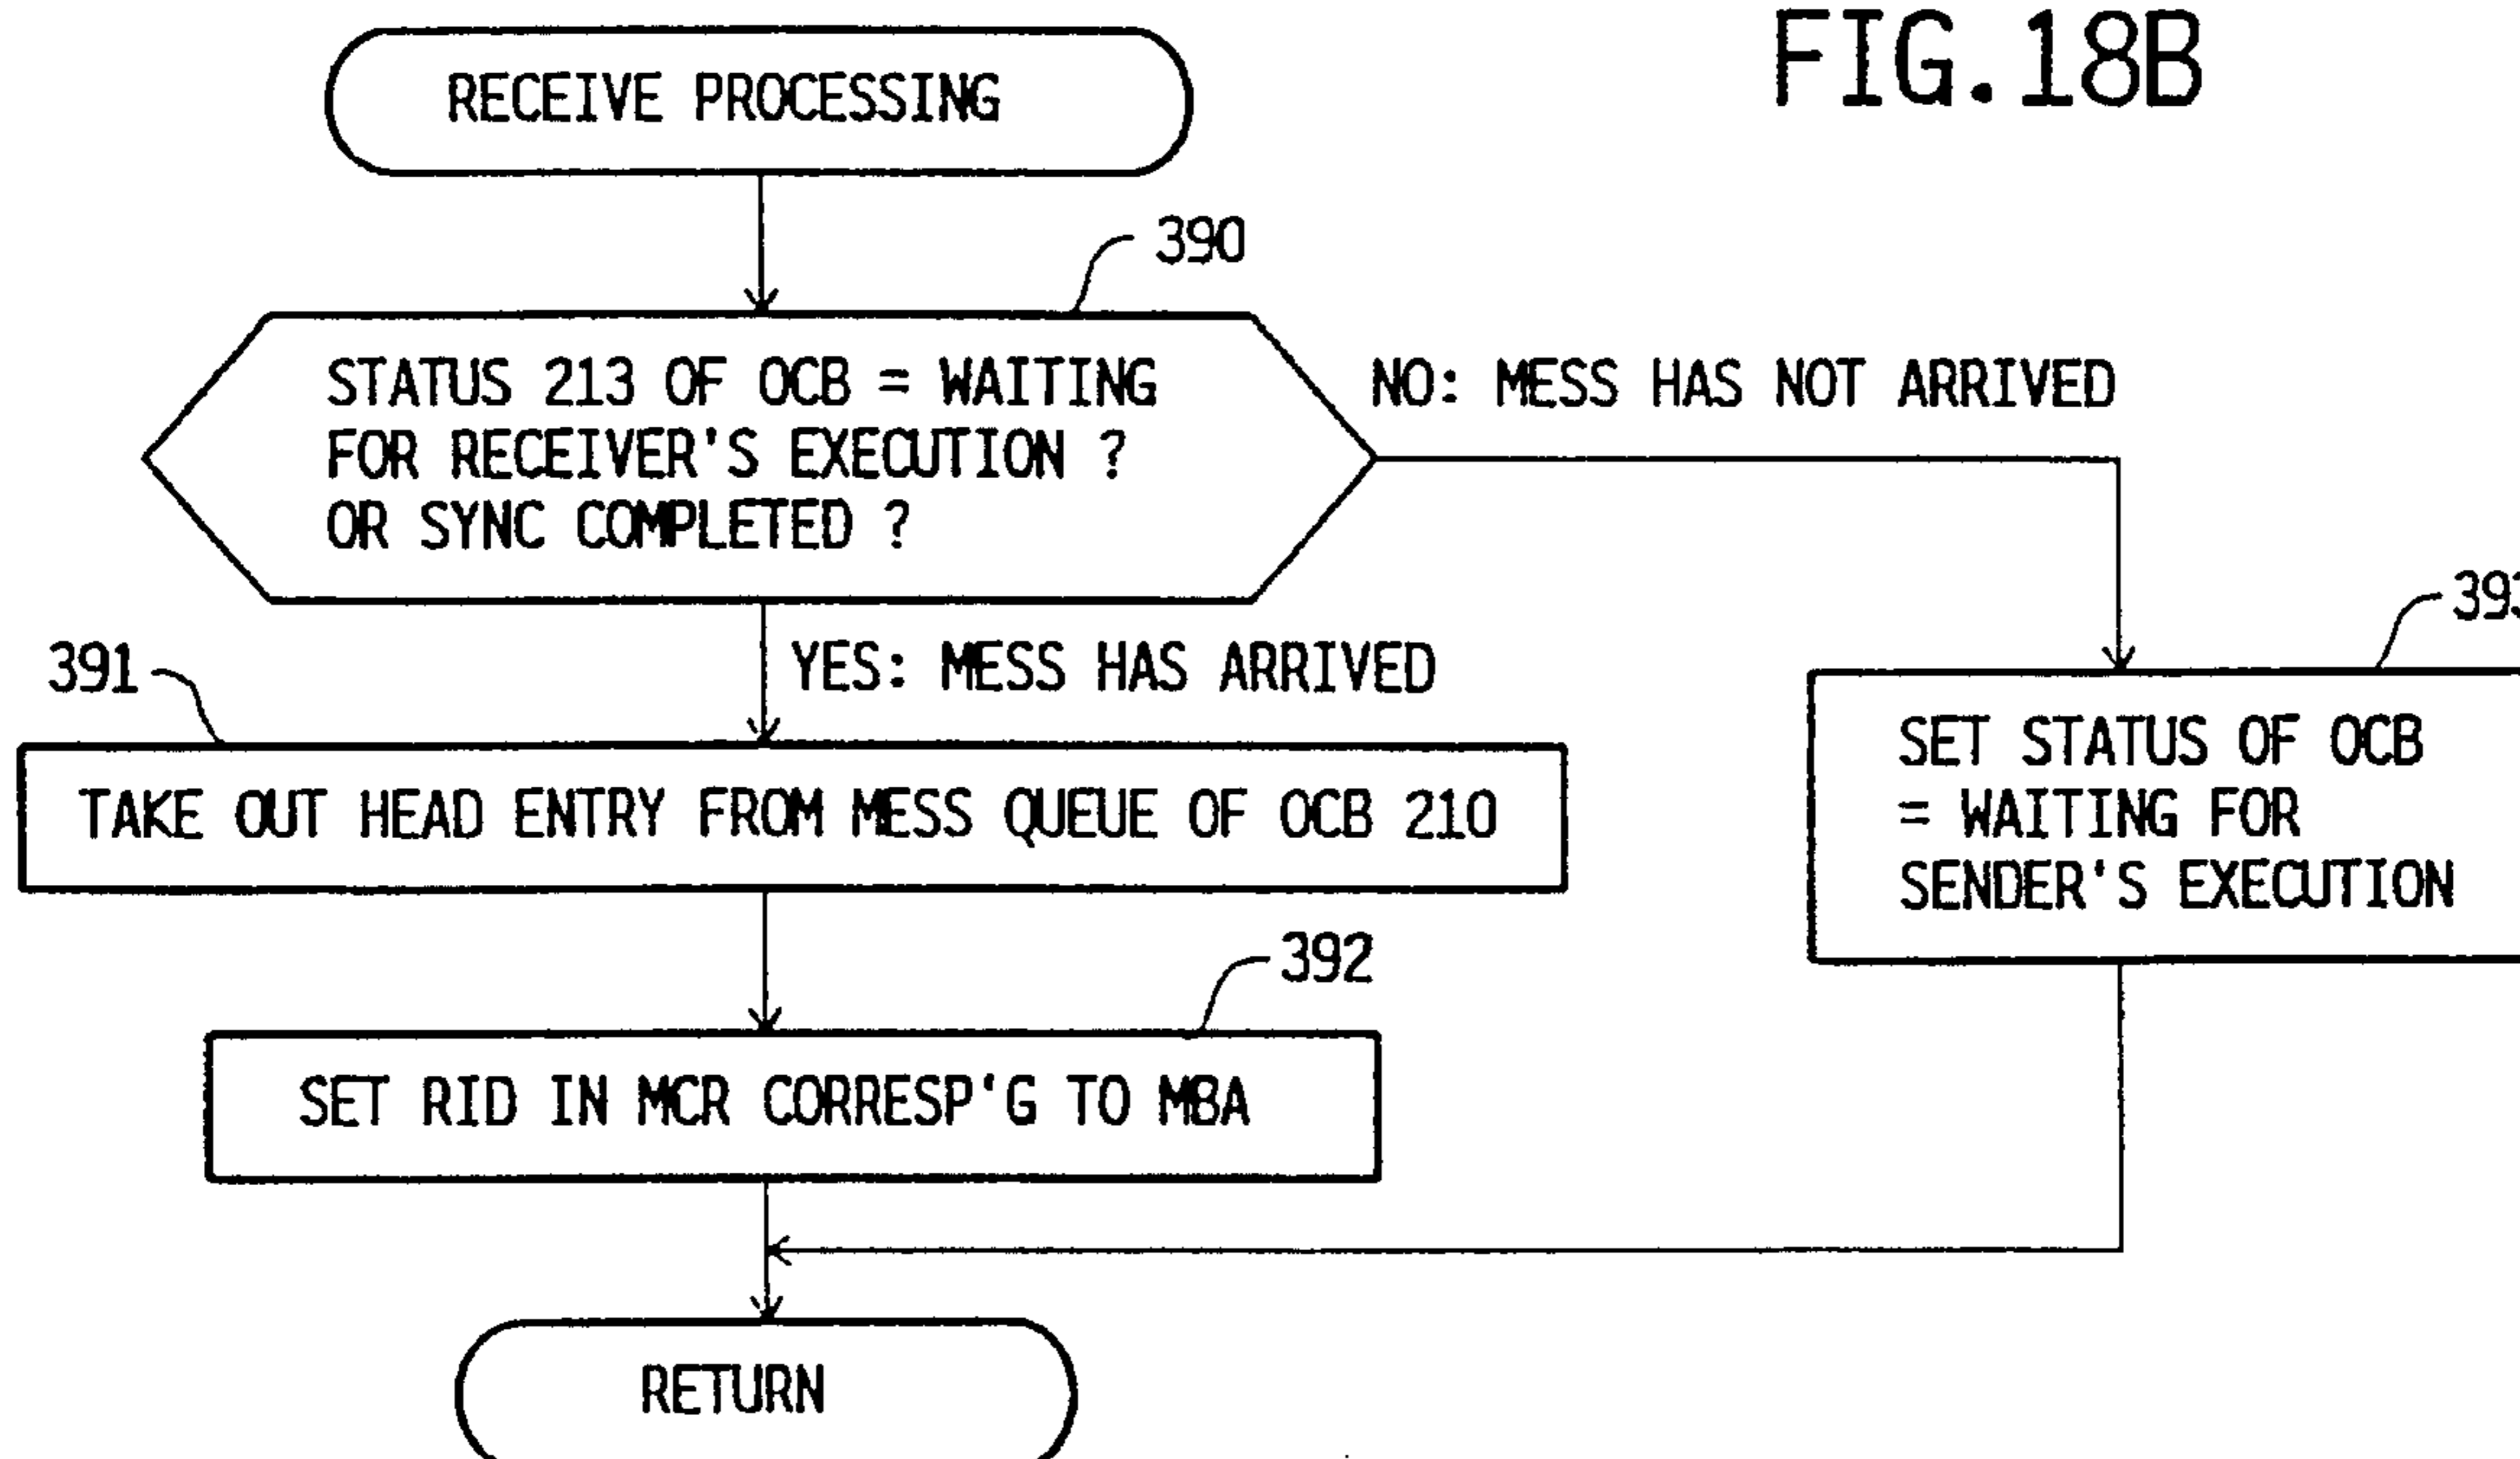 FIG.18B
RECEIVE PROCESSING
390
STATUS 213 OF OCB = WAITING
FOR RECEIVER'S EXECUTION ?
OR SYNC COMPLETED ?
NO: MESS HAS NOT ARRIVED
YES: MESS HAS ARRIVED
391
TAKE OUT HEAD ENTRY FROM MESS QUEUE OF OCB 210
SET STATUS OF OCB
= WAITING FOR
SENDER'S EXECUTION
392
SET RID IN MCR CORRESP'G TO MBA
RETURN